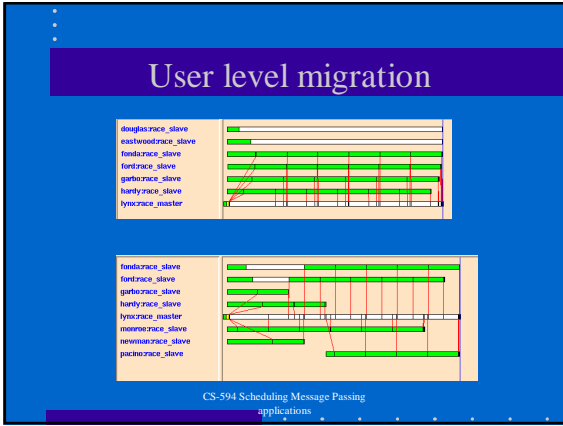 User level migration
douglas:race_slave
eastwood:race_slave
fonda:race_slave
ford:race_slave
garbo:race_slave
hardy:race_slave
lynx:race_master
fonda:race_slave
ford:race_slave
garbo:race_slave
hardy:race_slave
lynx:race_master
monroe:race_slave
newman:race_slave
pacino:race_slave
CS-594 Scheduling Message Passing
applications